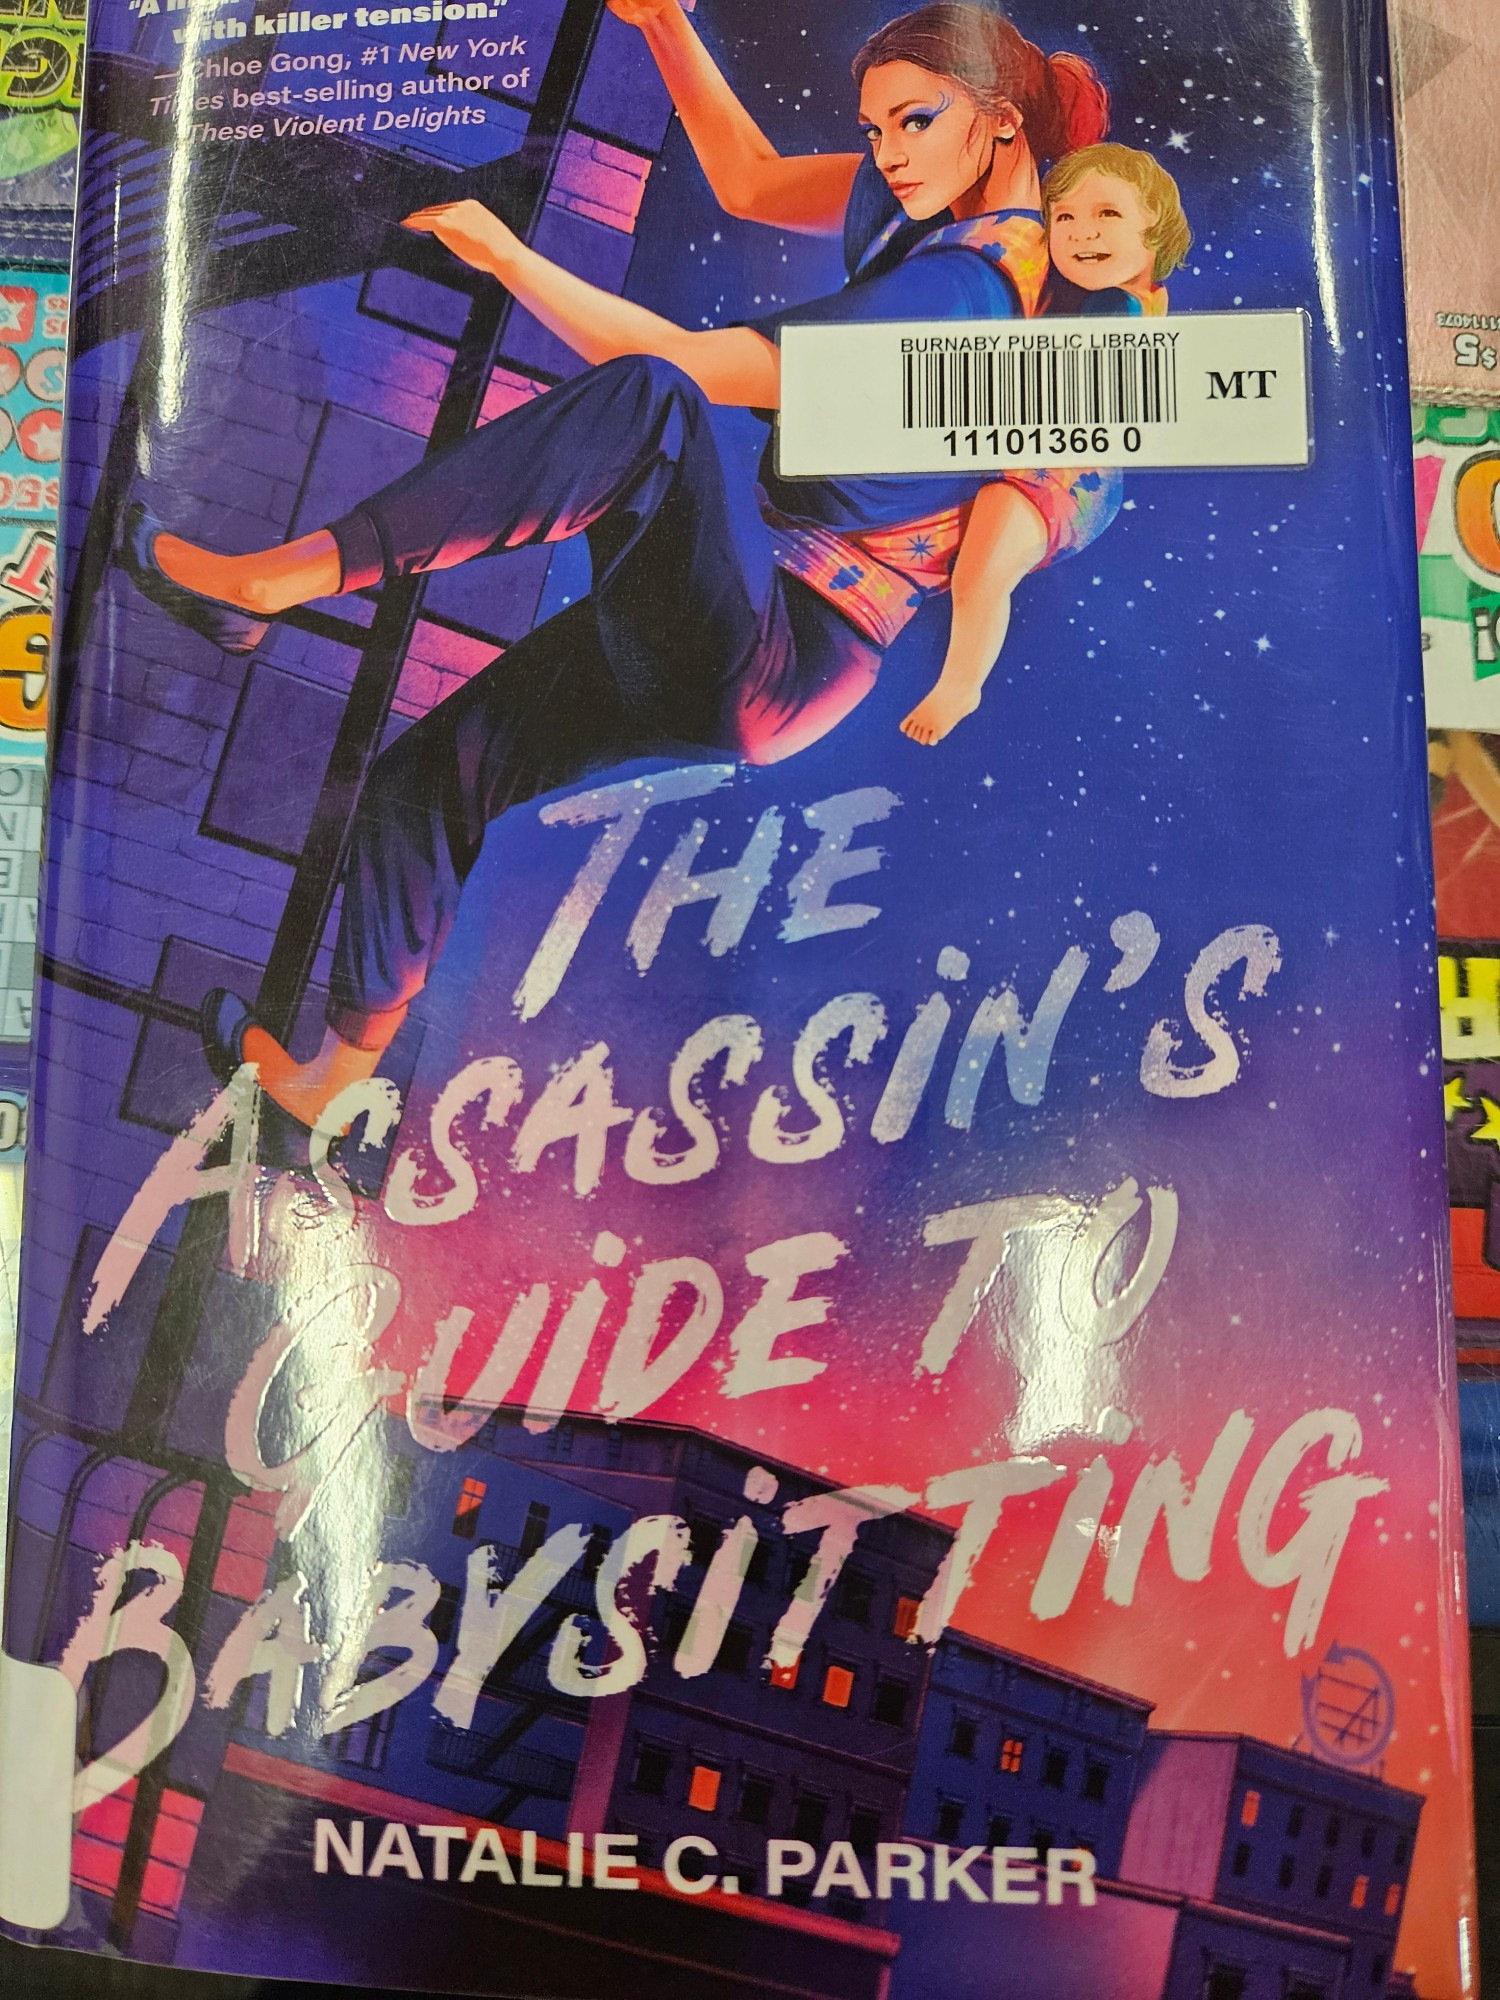 "A
with killer tension."
—Chloe Gong, #1 New York
Times best-selling author of
These Violent Delights
BURNABY PUBLIC LIBRARY
MT
11101366 0
THE
ASSASSIN'S
GUIDE TO
BABYSITTING
NATALIE C. PARKER
$5